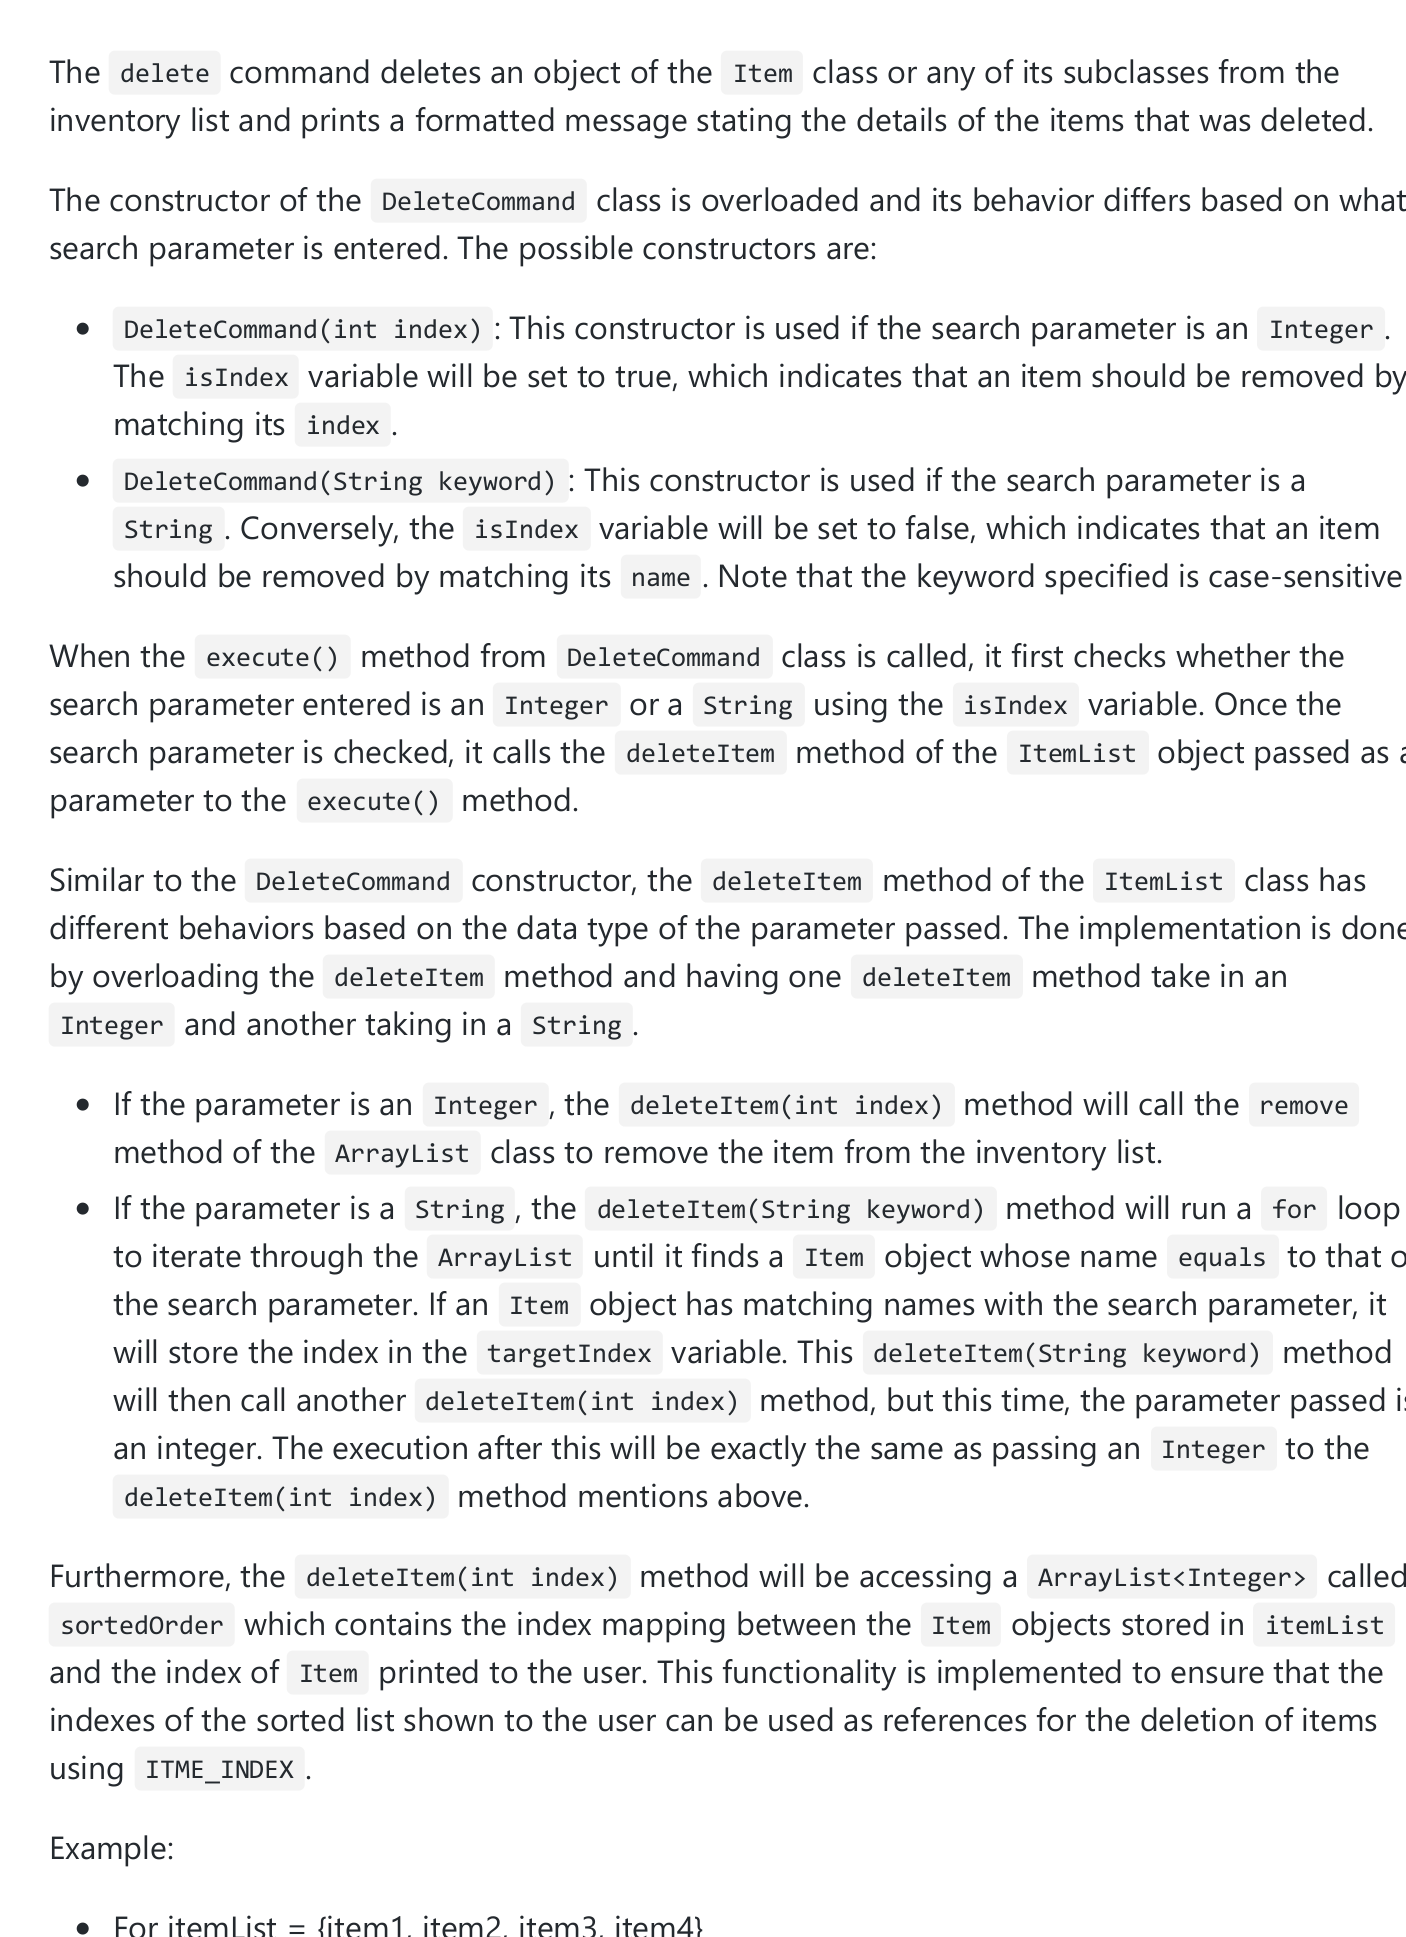 The delete command deletes an object of the Item class or any of its subclasses from the
inventory list and prints a formatted message stating the details of the items that was deleted.
The constructor of the DeleteCommand class is overloaded and its behavior differs based on what
search parameter is entered. The possible constructors are:
• DeleteCommand(int index) : This constructor is used if the search parameter is an Integer .
The isIndex variable will be set to true, which indicates that an item should be removed by
matching its index .
• DeleteCommand(String keyword) : This constructor is used if the search parameter is a
String . Conversely, the isIndex variable will be set to false, which indicates that an item
should be removed by matching its name . Note that the keyword specified is case-sensitive
When the execute() method from DeleteCommand class is called, it first checks whether the
search parameter entered is an Integer or a String using the isIndex variable. Once the
search parameter is checked, it calls the deleteItem method of the ItemList object passed as a
parameter to the execute() method.
Similar to the DeleteCommand constructor, the deleteItem method of the ItemList class has
different behaviors based on the data type of the parameter passed. The implementation is done
by overloading the deleteItem method and having one deleteItem method take in an
Integer and another taking in a String .
• If the parameter is an Integer , the deleteItem(int index) method will call the remove
method of the ArrayList class to remove the item from the inventory list.
• If the parameter is a String , the deleteItem(String keyword) method will run a for loop
to iterate through the ArrayList until it finds a Item object whose name equals to that o
the search parameter. If an Item object has matching names with the search parameter, it
will store the index in the targetIndex variable. This deleteItem(String keyword) method
will then call another deleteItem(int index) method, but this time, the parameter passed is
an integer. The execution after this will be exactly the same as passing an Integer to the
deleteItem(int index) method mentions above.
Furthermore, the deleteItem(int index) method will be accessing a ArrayList<Integer> called
sortedOrder which contains the index mapping between the Item objects stored in itemList
and the index of Item printed to the user. This functionality is implemented to ensure that the
indexes of the sorted list shown to the user can be used as references for the deletion of items
using ITME_INDEX .
Example:
• For itemList = {item1, item2, item3, item4}